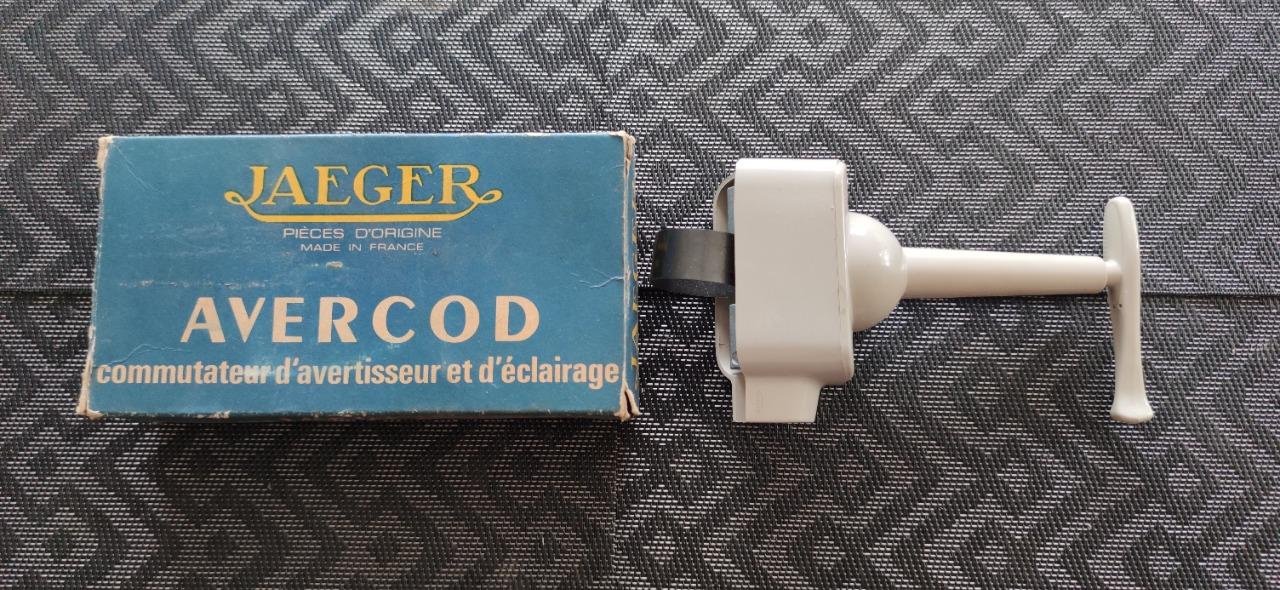 JAEGER
PIÈCES D'ORIGINE
MADE IN FRANCE
AVERCOD
commutateur d'avertisseur et d'éclairage